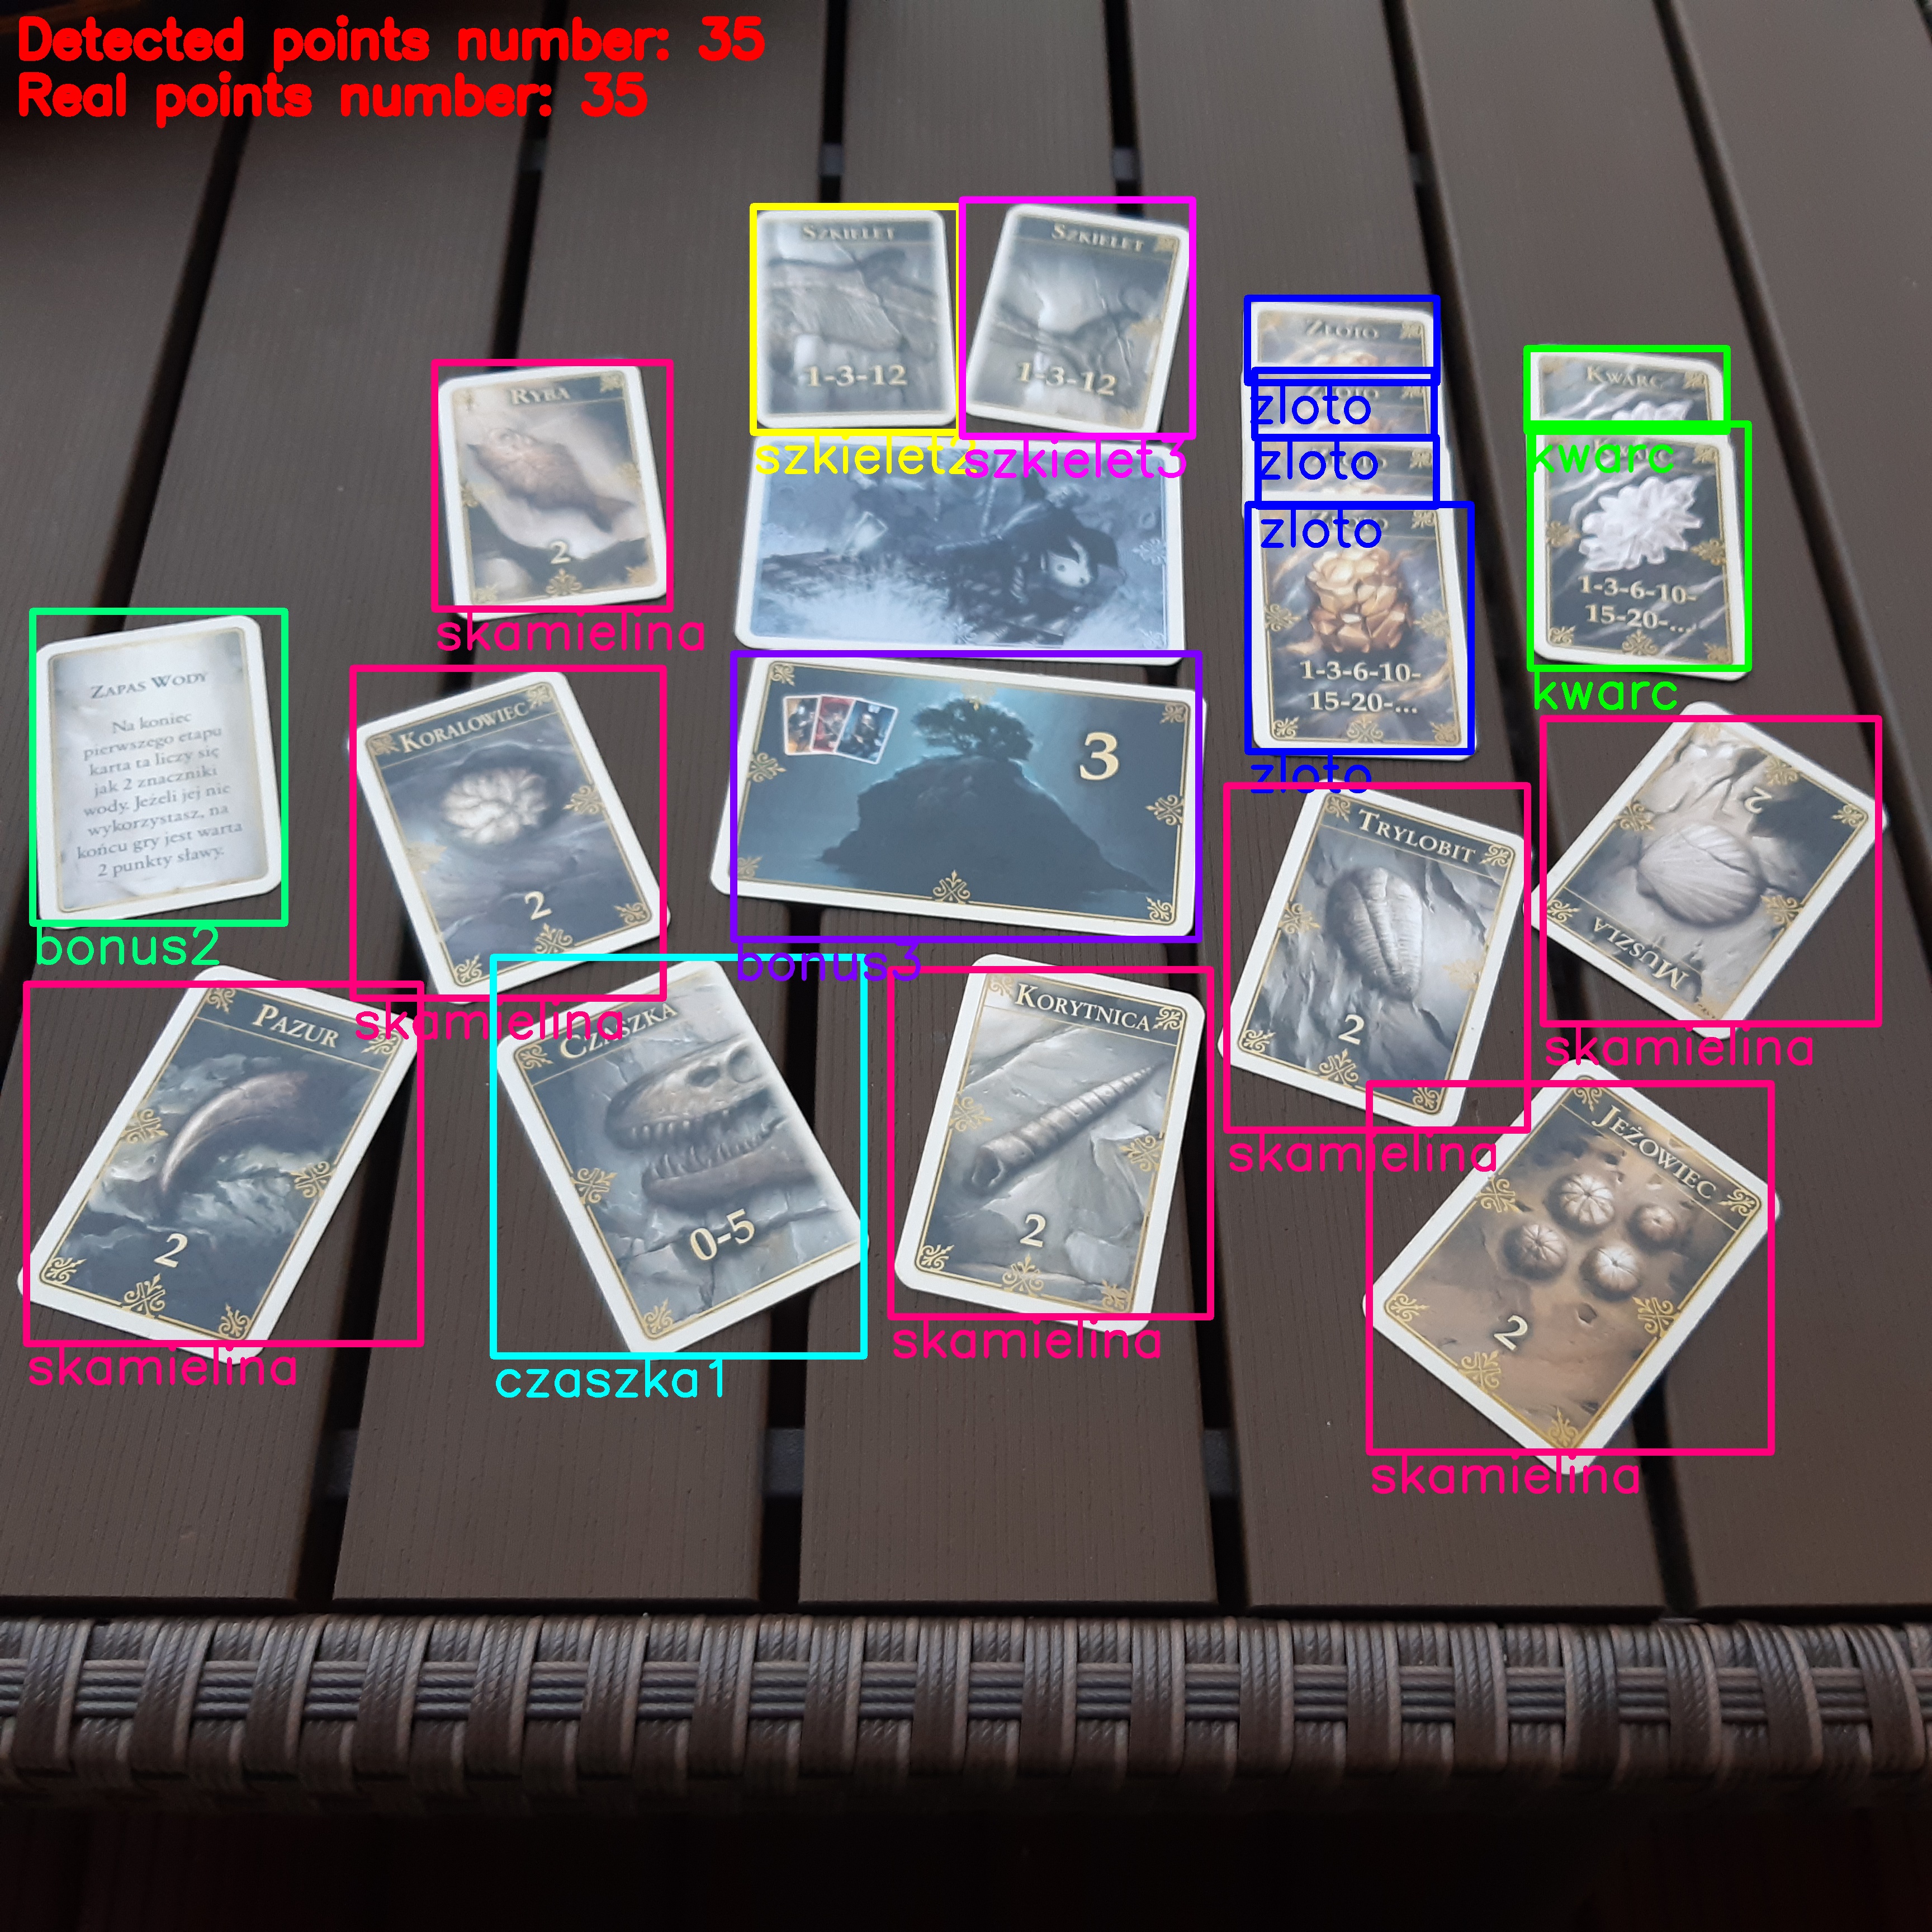 Detected points number: 35
Real points number: 35
SZKIELET
1-3-12
szkielet2
SZKIELET
1-3-12
szkielet3
ZŁOTO
zloto
zloto
zloto
1-3-6-10-
15-20-...
zloto
KWARC
kwarc
1-3-6-10-
15-20-...
kwarc
RYBA
2
skamielina
ZAPAS WODY
Na koniec
pierwszego etapu
karta ta liczy się
jak 2 znaczniki
wody. Jeżeli jej nie
wykorzystasz, na
końcu gry jest warta
2 punkty sławy.
bonus2
KORALOWIEC
2
skamielina
3
bonus3
TRYLOBIT
2
skamielina
2
MUSZLA
skamielina
PAZUR
2
skamielina
CZASZKA
0-5
czaszka1
KORYTNICA
2
skamielina
JEŻOWIEC
2
skamielina